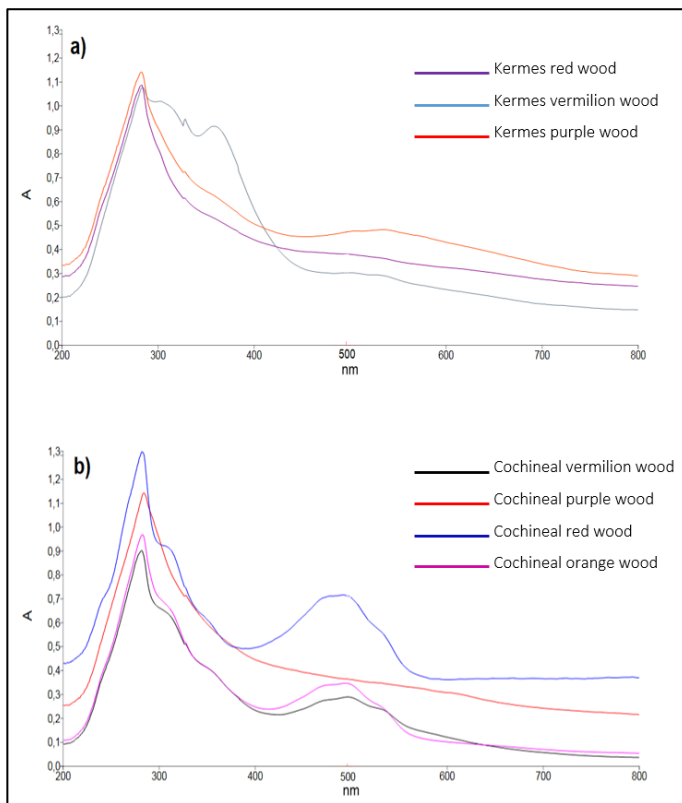 a)
Kermes red wood
Kermes vermilion wood
Kermes purple wood
1,3
1,2
1,1
1,0
0,9
0,8
0,7
0,6
0,5
0,4
0,3
0,2
0,1
0,0
A
200 300 400 500 600 700 800
nm
b)
Cochineal vermilion wood
Cochineal purple wood
Cochineal red wood
Cochineal orange wood
1,3
1,2
1,1
1,0
0,9
0,8
0,7
0,6
0,5
0,4
0,3
0,2
0,1
0,0
A
200 300 400 500 600 700 800
nm